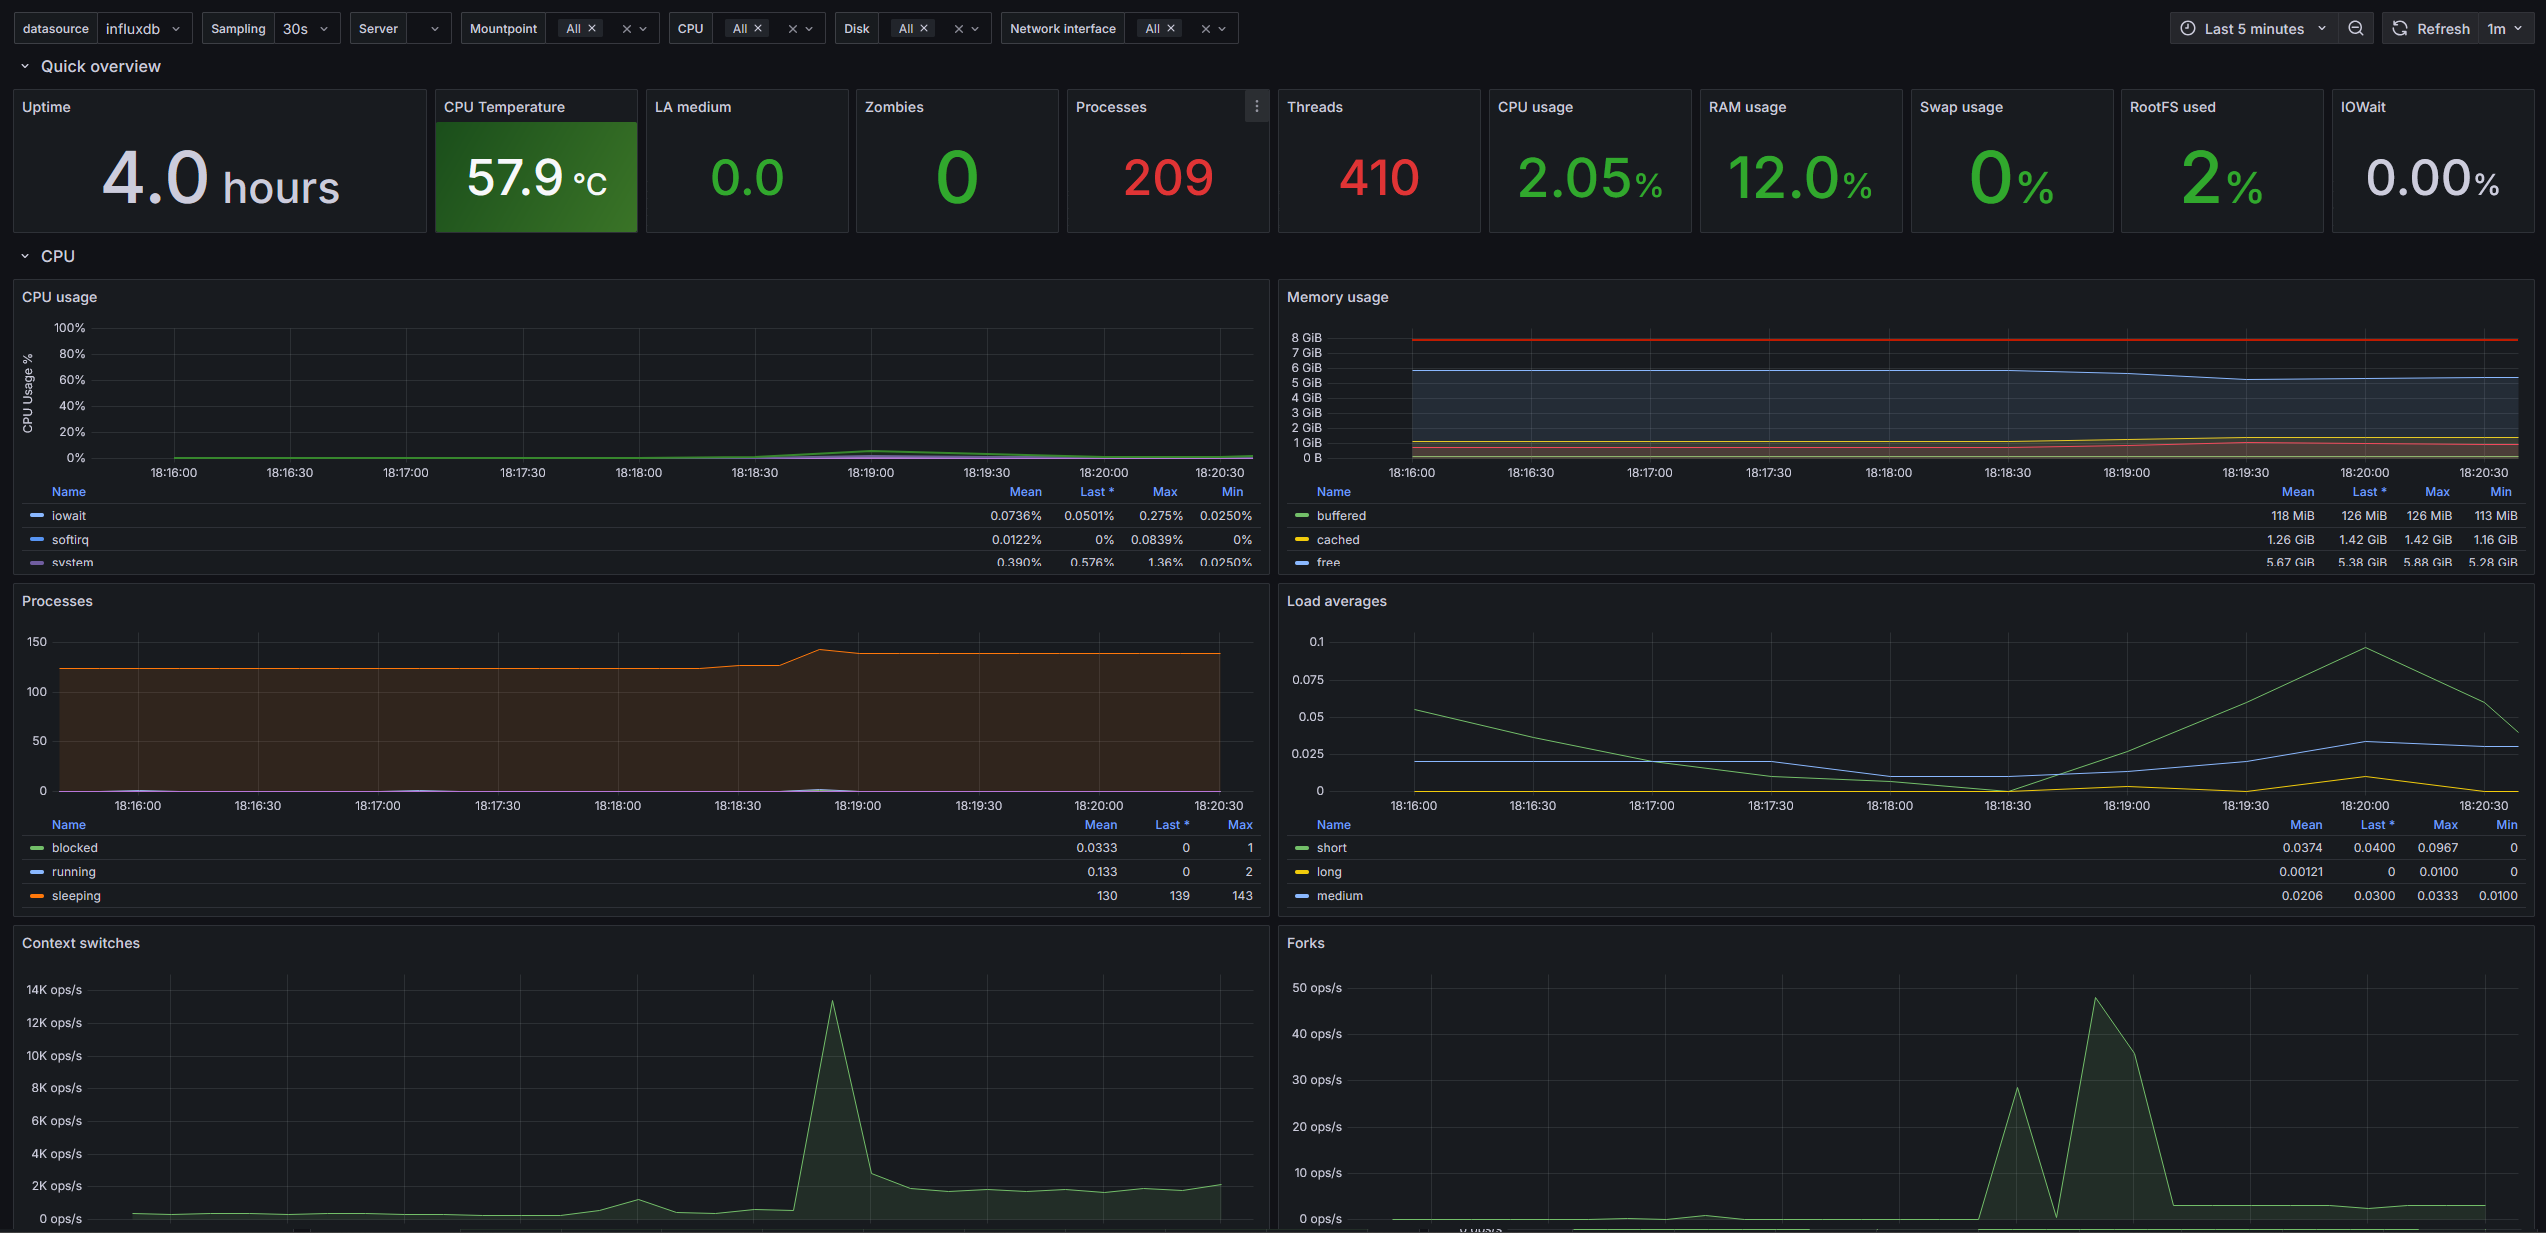 datasource influxdb Sampling 30s Server Mountpoint All CPU All Disk All Network interface All Last 5 minutes Refresh 1m
Quick overview
Uptime
4.0 hours
CPU Temperature
57.9 °C
LA medium
0.0
Zombies
0
Processes
209
Threads
410
CPU usage
2.05%
RAM usage
12.0%
Swap usage
0%
RootFS used
2%
IOWait
0.00%
CPU
CPU usage
CPU Usage %
100%
80%
60%
40%
20%
0%
18:16:00 18:16:30 18:17:00 18:17:30 18:18:00 18:18:30 18:19:00 18:19:30 18:20:00 18:20:30
Name Mean Last * Max Min
iowait 0.0736% 0.0501% 0.275% 0.0250%
softirq 0.0122% 0% 0.0839% 0%
system 0.390% 0.576% 1.36% 0.0250%
Memory usage
8 GiB
7 GiB
6 GiB
5 GiB
4 GiB
3 GiB
2 GiB
1 GiB
0 B
18:16:00 18:16:30 18:17:00 18:17:30 18:18:00 18:18:30 18:19:00 18:19:30 18:20:00 18:20:30
Name Mean Last * Max Min
buffered 118 MiB 126 MiB 126 MiB 113 MiB
cached 1.26 GiB 1.42 GiB 1.42 GiB 1.16 GiB
free 5.67 GiB 5.38 GiB 5.88 GiB 5.28 GiB
Processes
150
100
50
0
18:16:00 18:16:30 18:17:00 18:17:30 18:18:00 18:18:30 18:19:00 18:19:30 18:20:00 18:20:30
Name Mean Last * Max
blocked 0.0333 0 1
running 0.133 0 2
sleeping 130 139 143
Load averages
0.1
0.075
0.05
0.025
0
18:16:00 18:16:30 18:17:00 18:17:30 18:18:00 18:18:30 18:19:00 18:19:30 18:20:00 18:20:30
Name Mean Last * Max Min
short 0.0374 0.0400 0.0967 0
long 0.00121 0 0.0100 0
medium 0.0206 0.0300 0.0333 0.0100
Context switches
14K ops/s
12K ops/s
10K ops/s
8K ops/s
6K ops/s
4K ops/s
2K ops/s
0 ops/s
Forks
50 ops/s
40 ops/s
30 ops/s
20 ops/s
10 ops/s
0 ops/s